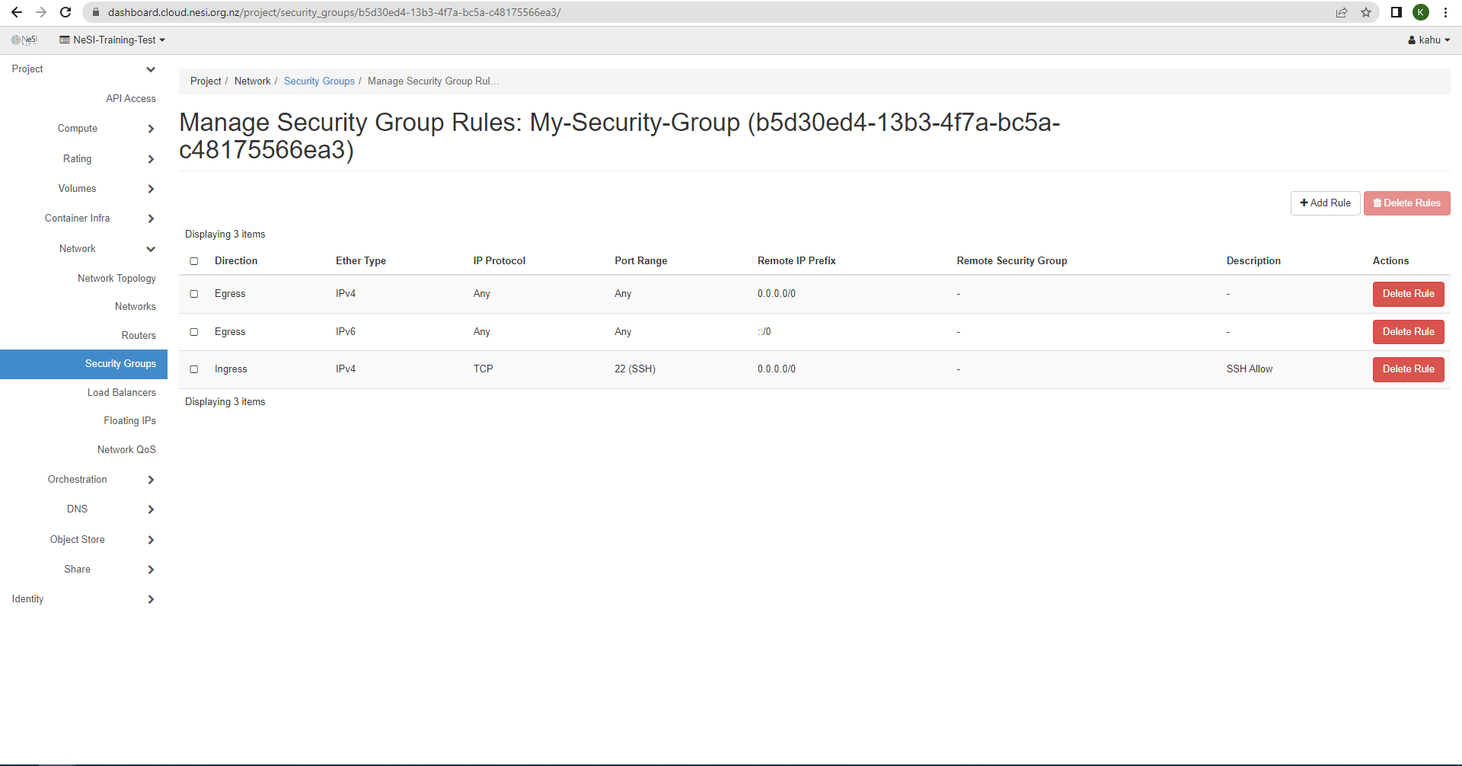 dashboard.cloud.nesi.org.nz/project/security_groups/b5d30ed4-13b3-4f7a-bc5a-c48175566ea3/
K
NeSI NeSI-Training-Test kahu
Project
API Access
Compute
Rating
Volumes
Container Infra
Network
Network Topology
Networks
Routers
Security Groups
Load Balancers
Floating IPs
Network QoS
Orchestration
DNS
Object Store
Share
Identity
Project / Network / Security Groups / Manage Security Group Rul...
Manage Security Group Rules: My-Security-Group (b5d30ed4-13b3-4f7a-bc5a-
c48175566ea3)
+ Add Rule Delete Rules
Displaying 3 items
Direction Ether Type IP Protocol Port Range Remote IP Prefix Remote Security Group Description Actions
Egress IPv4 Any Any 0.0.0.0/0 - - Delete Rule
Egress IPv6 Any Any ::/0 - - Delete Rule
Ingress IPv4 TCP 22 (SSH) 0.0.0.0/0 - SSH Allow Delete Rule
Displaying 3 items